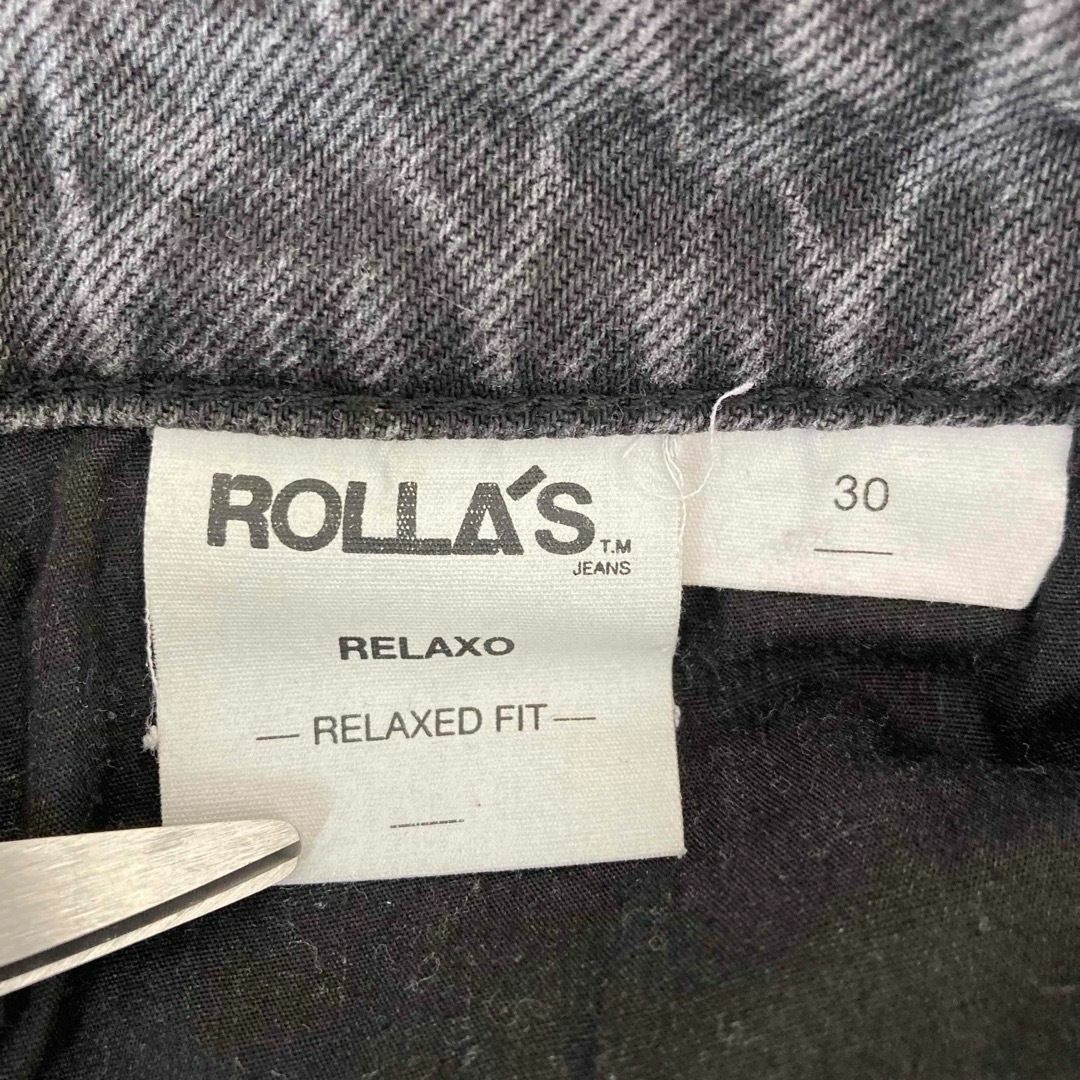 ROLLA'S T.M
JEANS
RELAXO
— RELAXED FIT —
30